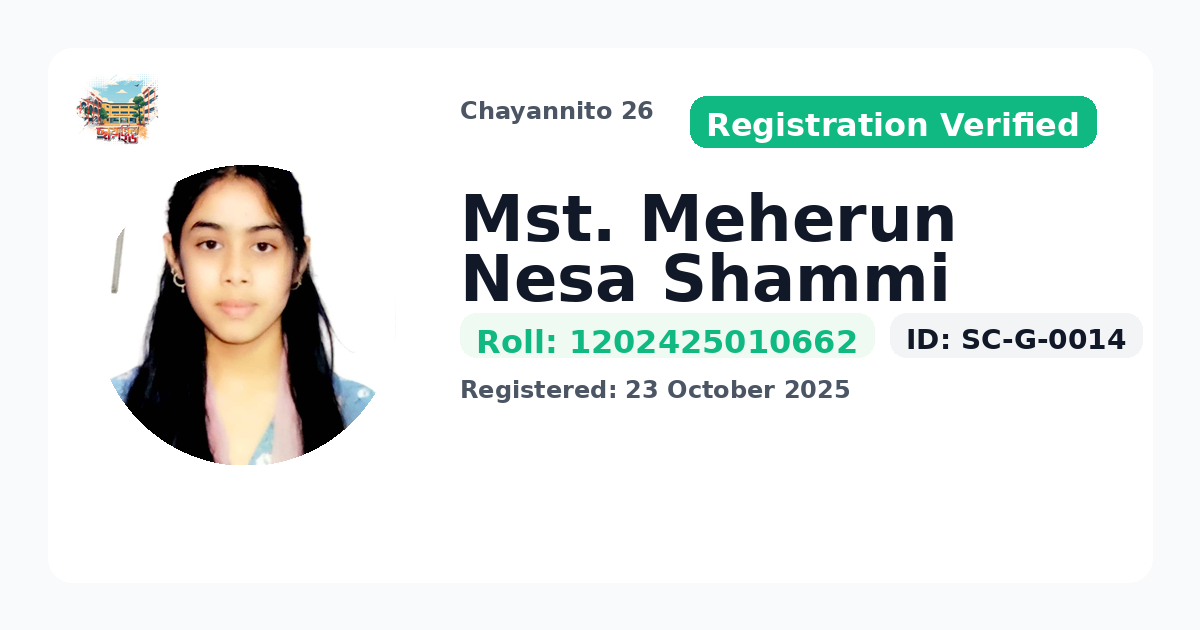 Chayannito 26
Registration Verified
Mst. Meherun
Nesa Shammi
Roll: 1202425010662
ID: SC-G-0014
Registered: 23 October 2025